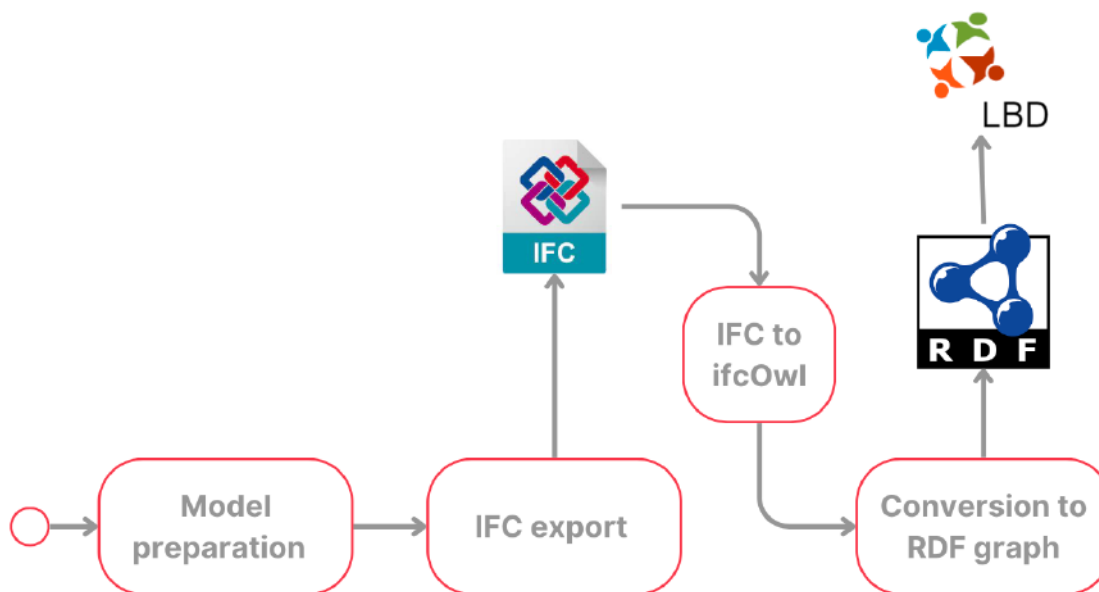 LBD
IFC
IFC to
ifcOwl
R D F
Model
preparation
IFC export
Conversion to
RDF graph